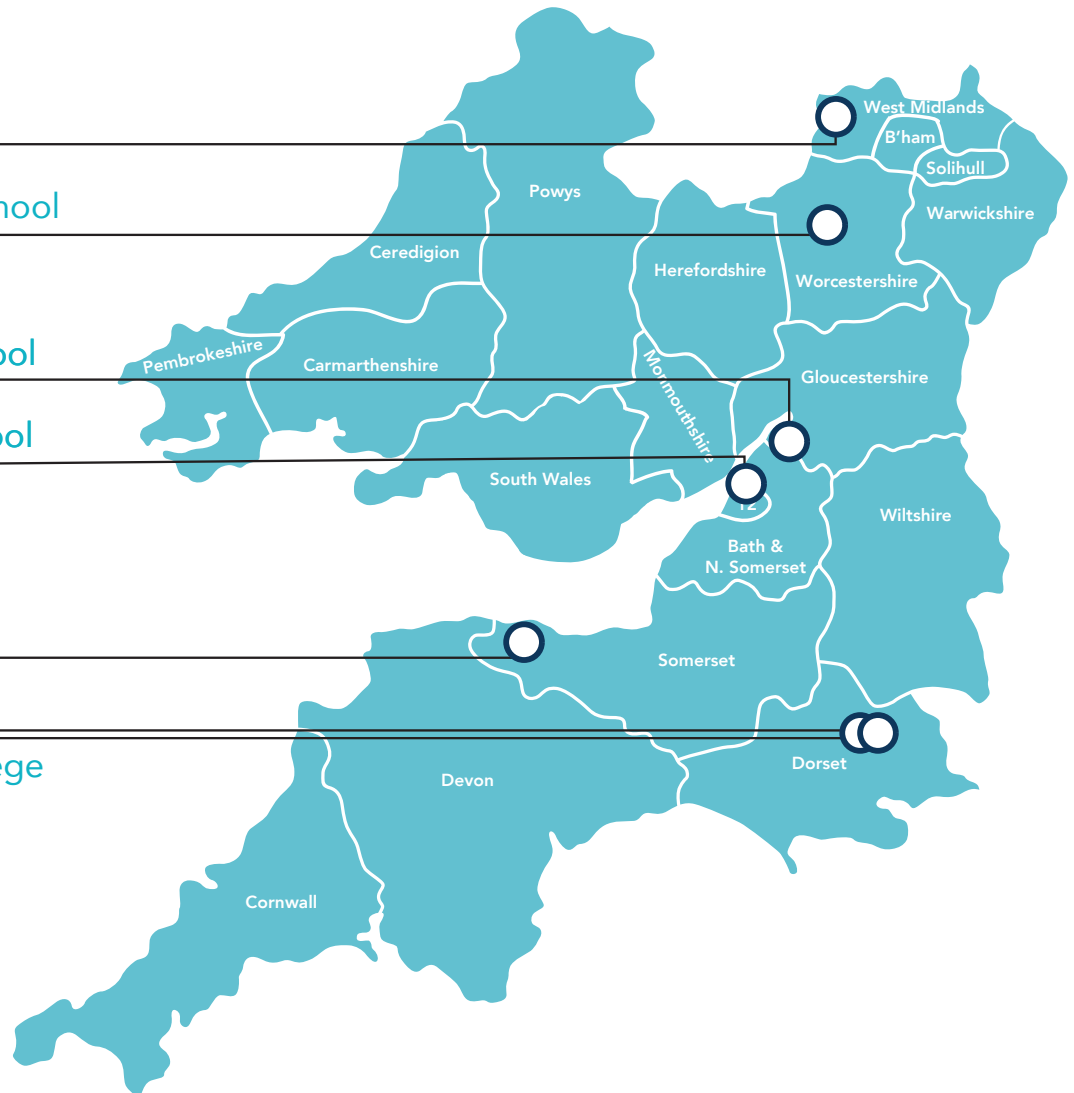 West Midlands
B'ham
Solihull
Powys
hool
Warwickshire
Ceredigion
Herefordshire
Worcestershire
Pembrokeshire
ool
Carmarthenshire
Monmouthshire
Gloucestershire
ool
South Wales
12
Wiltshire
Bath &
N. Somerset
Somerset
Dorset
ege
Devon
Cornwall